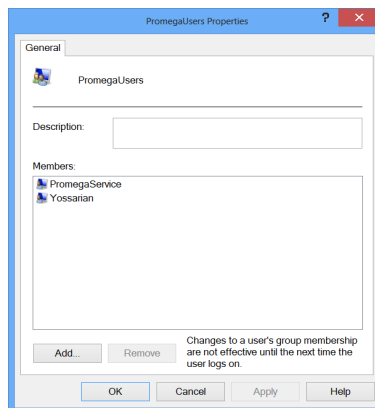 PromegaUsers Properties
?
General
PromegaUsers
Description:
Members:
PromegaService
Yossarian
Add...
Remove
Changes to a user's group membership
are not effective until the next time the
user logs on.
OK
Cancel
Apply
Help